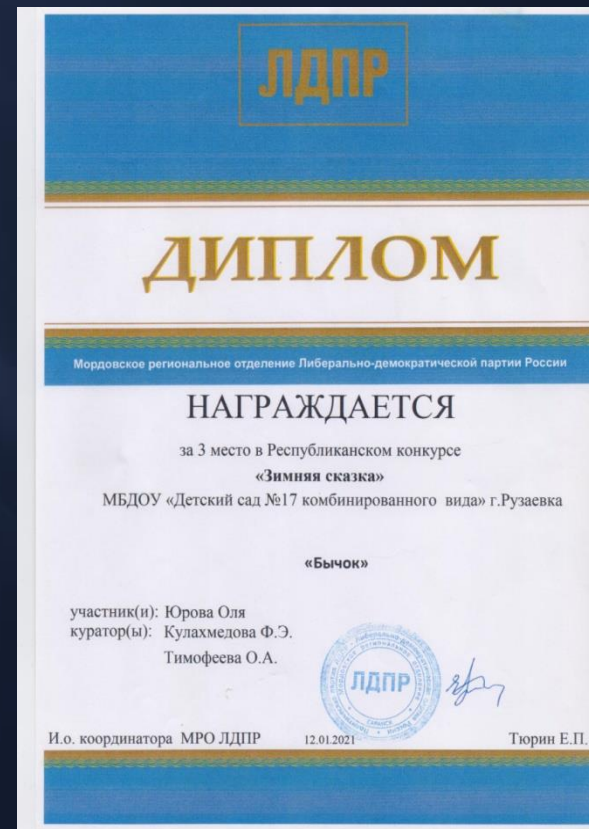 ЛДПР
ДИПЛОМ
Мордовское региональное отделение Либерально-демократической партии России
НАГРАЖДАЕТСЯ
за 3 место в Республиканском конкурсе
«Зимняя сказка»
МБДОУ «Детский сад №17 комбинированного вида» г.Рузаевка
«Бычок»
участник(и): Юрова Оля
куратор(ы): Кулахмедова Ф.Э.
Тимофеева О.А.
ЛДПР
И.о. координатора МРО ЛДПР 12.01.2021 Тюрин Е.П.